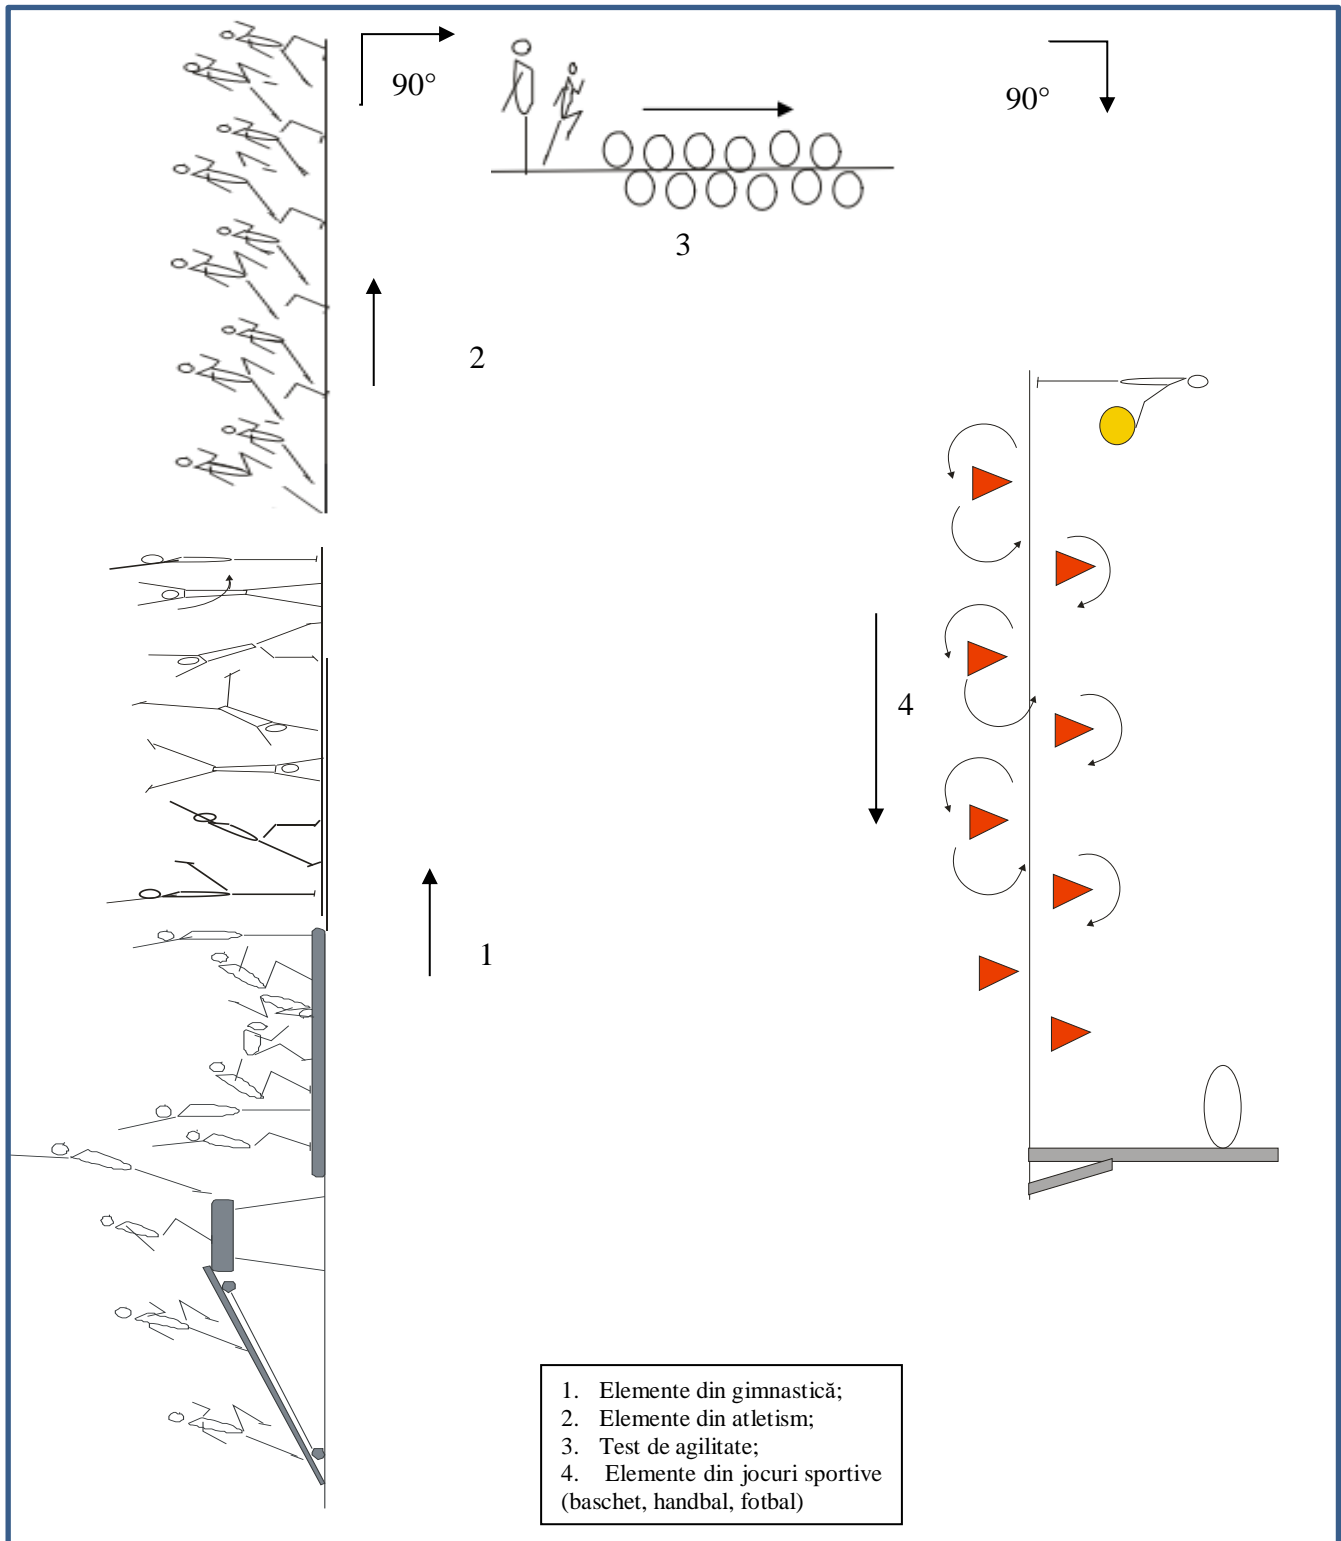 90°
90°
3
2
4
1
1. Elemente din gimnastică;
2. Elemente din atletism;
3. Test de agilitate;
4. Elemente din jocuri sportive
(baschet, handbal, fotbal)